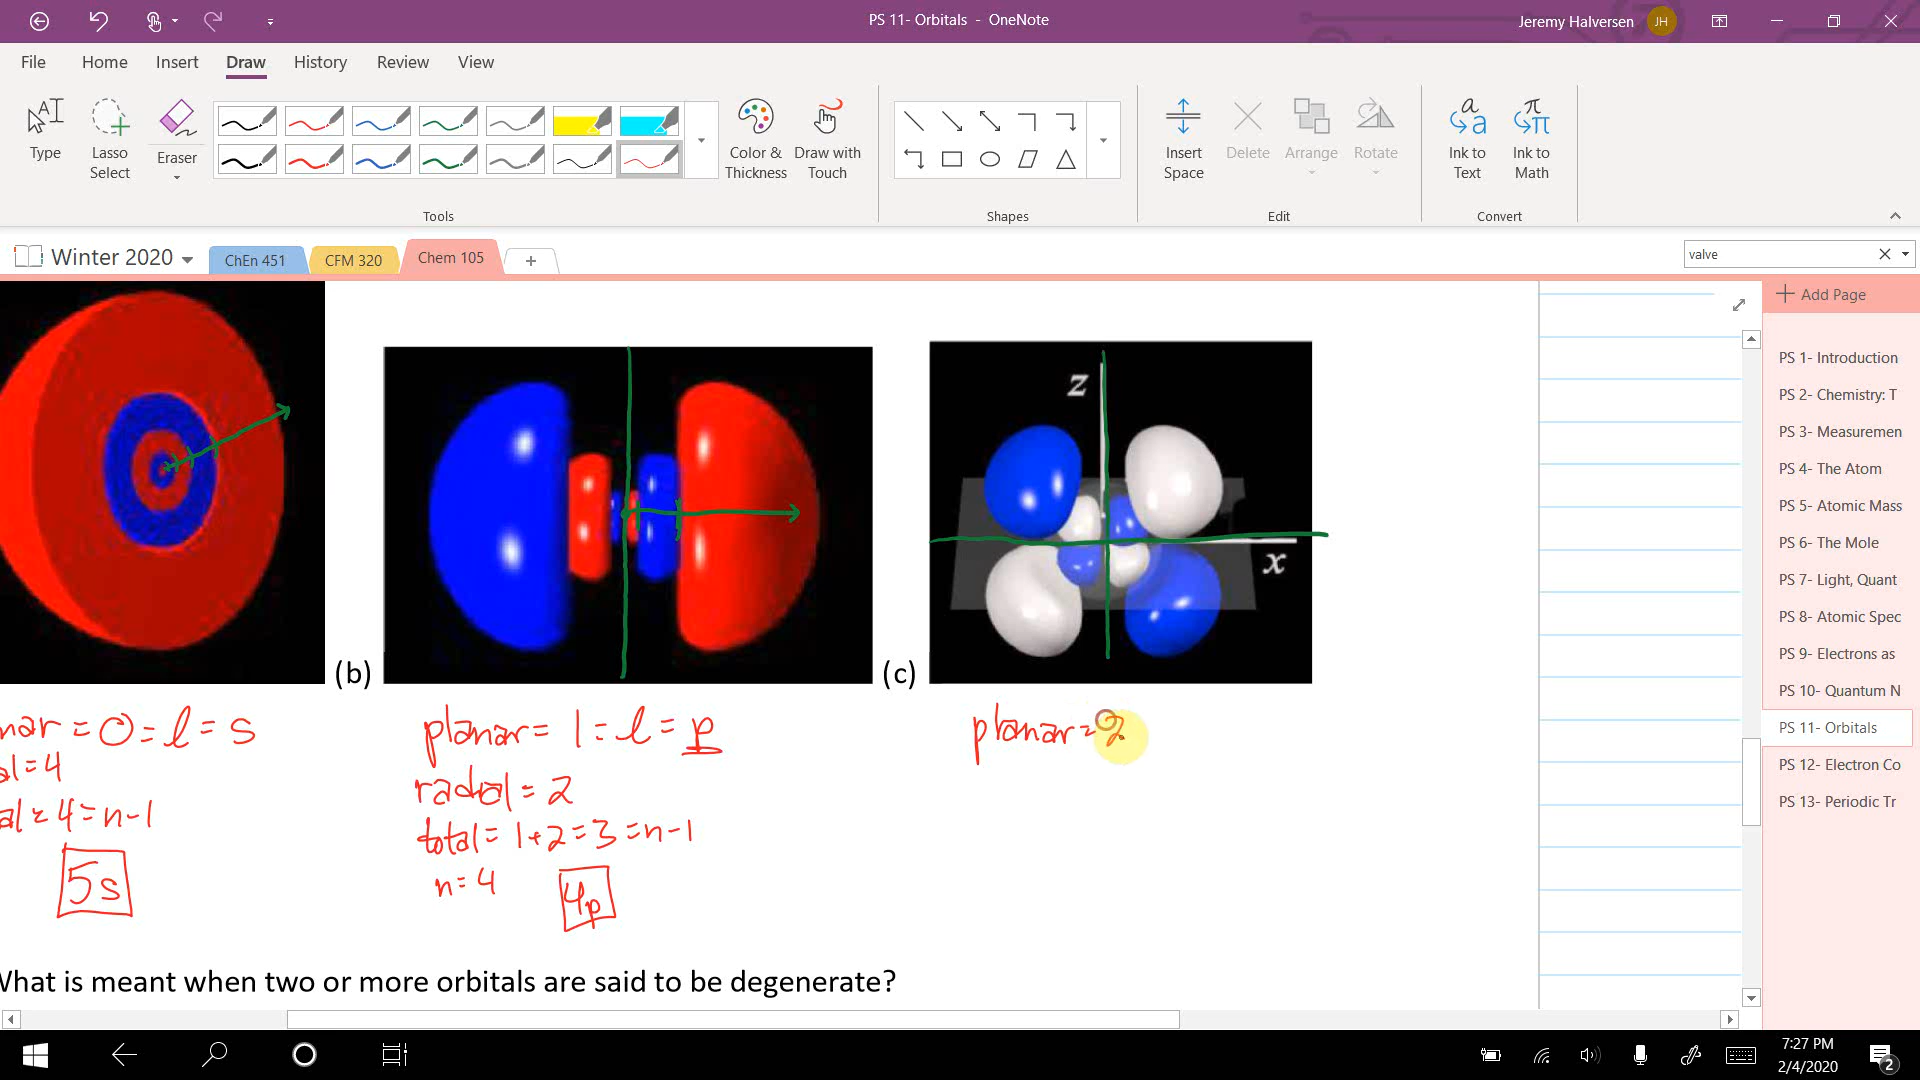 PS 11- Orbitals - OneNote
Jeremy Halversen
JH
File Home Insert Draw History Review View
Type
Lasso Select
Eraser
Color & Thickness
Draw with Touch
Insert Space
Delete
Arrange
Rotate
Ink to Text
Ink to Math
Tools
Shapes
Edit
Convert
Winter 2020
ChEn 451
CFM 320
Chem 105
valve
Add Page
PS 1- Introduction
PS 2- Chemistry: T
PS 3- Measuremen
PS 4- The Atom
PS 5- Atomic Mass
PS 6- The Mole
PS 7- Light, Quant
PS 8- Atomic Spec
PS 9- Electrons as
PS 10- Quantum N
PS 11- Orbitals
PS 12- Electron Co
PS 13- Periodic Tr
z
x
(b)
(c)
nar = 0 = l = s
al = 4
al = 4 = n-1
5s
planar = 1 = l = p
radial = 2
total = 1+2 = 3 = n-1
n = 4
4p
planar = 2
What is meant when two or more orbitals are said to be degenerate?
7:27 PM
2/4/2020
2